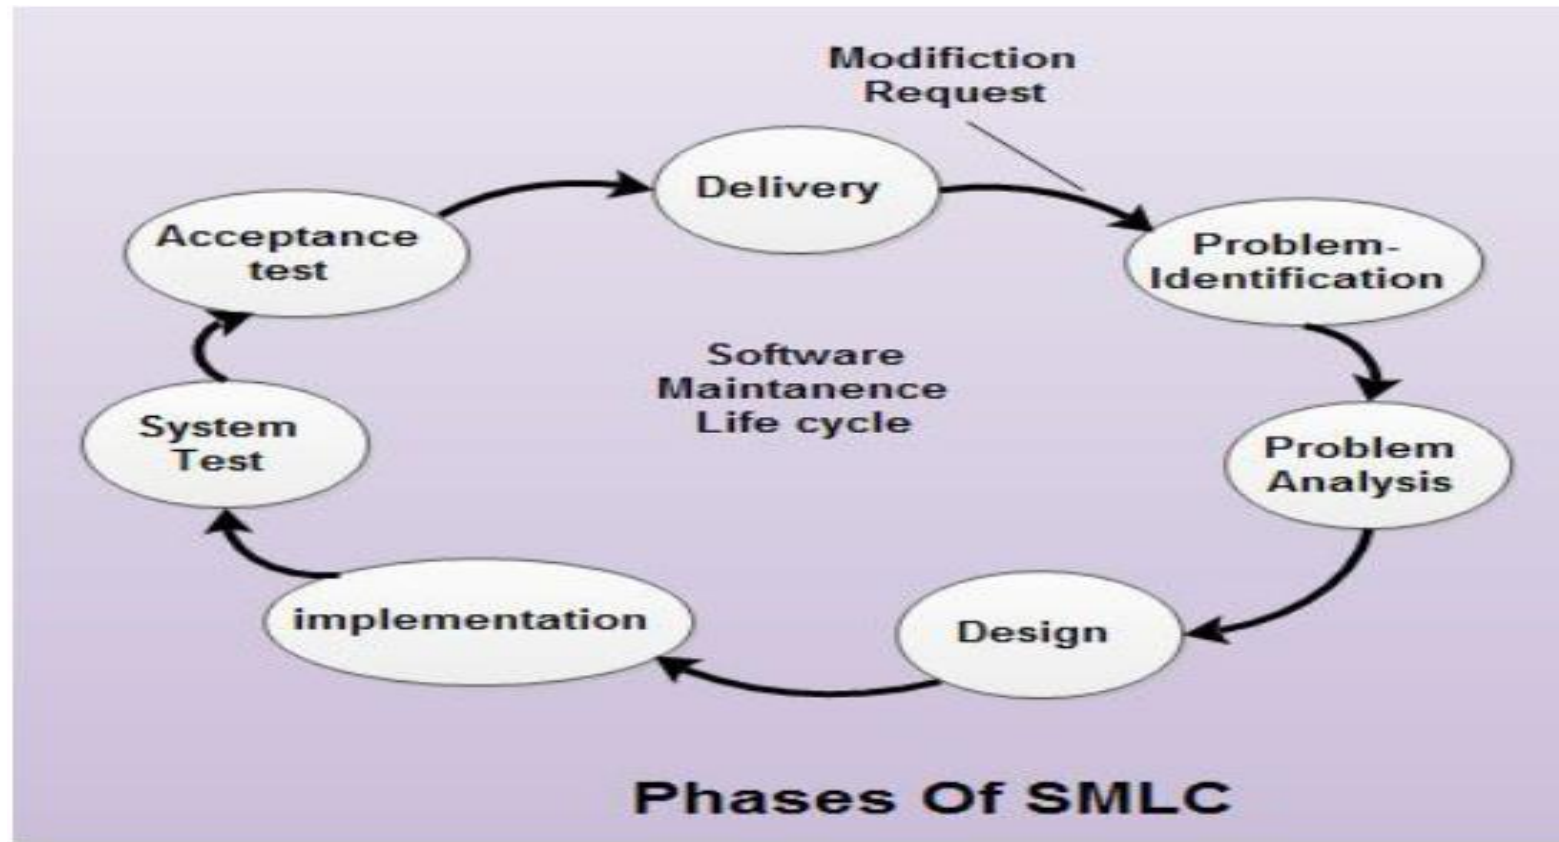 Modifiction
Request
Delivery
Acceptance
test
Problem-
Identification
Software
Maintanence
Life cycle
System
Test
Problem
Analysis
implementation
Design
Phases Of SMLC